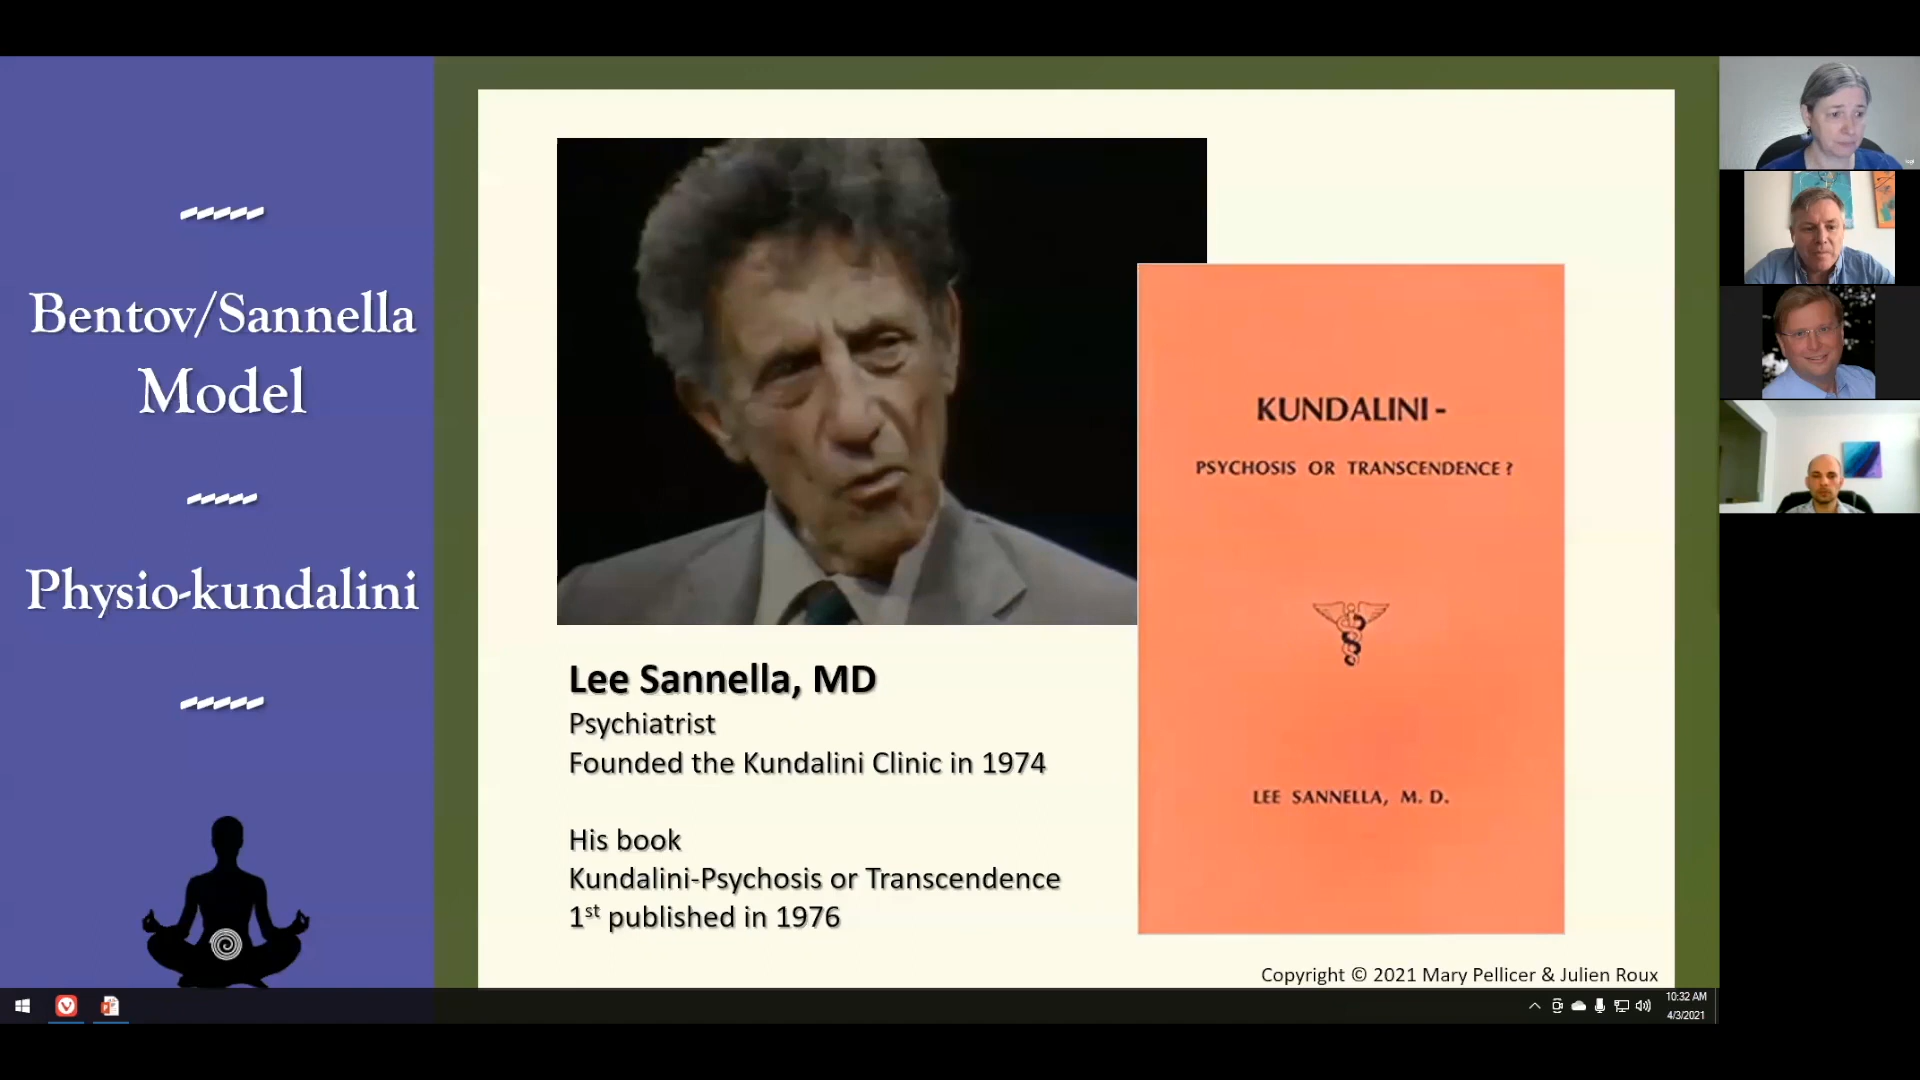 Bentov/Sannella
Model
Physio-kundalini
KUNDALINI -
PSYCHOSIS OR TRANSCENDENCE ?
LEE SANNELLA, M. D.
Lee Sannella, MD
Psychiatrist
Founded the Kundalini Clinic in 1974
His book
Kundalini-Psychosis or Transcendence
1st published in 1976
Copyright © 2021 Mary Pellicer & Julien Roux
10:32 AM
4/3/2021